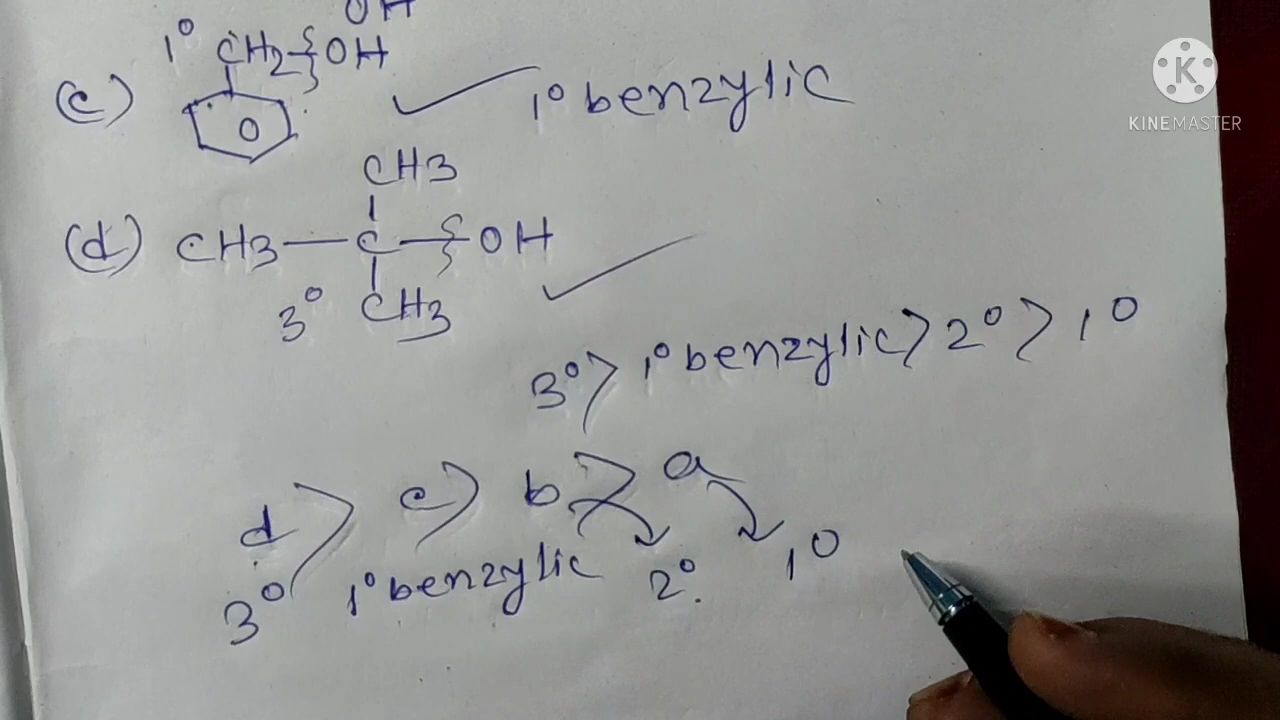 OH
1° CH2-OH
(c)
O
1° benzylic
CH3
(d) CH3-C-OH
3° CH3
3°> 1° benzylic> 2° > 1°
d > c> b > a
3° 1° benzylic 2°. 1°
K
KINEMASTER